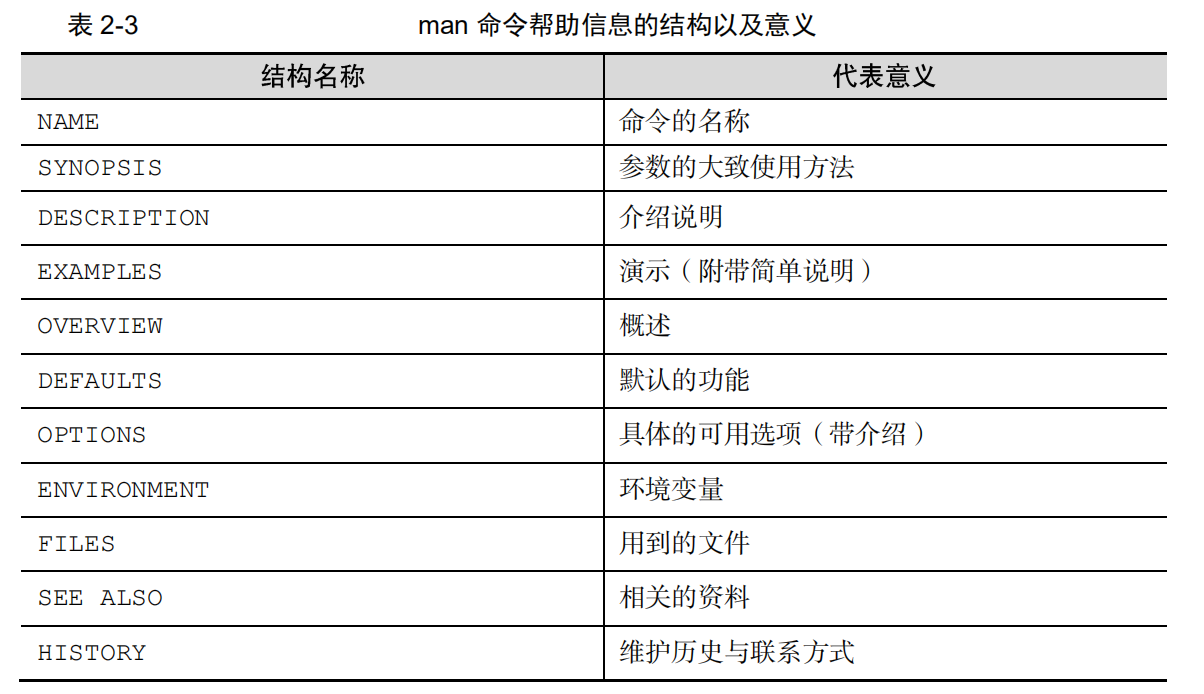 表 2-3 man 命令帮助信息的结构以及意义
结构名称 代表意义
NAME 命令的名称
SYNOPSIS 参数的大致使用方法
DESCRIPTION 介绍说明
EXAMPLES 演示（附带简单说明）
OVERVIEW 概述
DEFAULTS 默认的功能
OPTIONS 具体的可用选项（带介绍）
ENVIRONMENT 环境变量
FILES 用到的文件
SEE ALSO 相关的资料
HISTORY 维护历史与联系方式